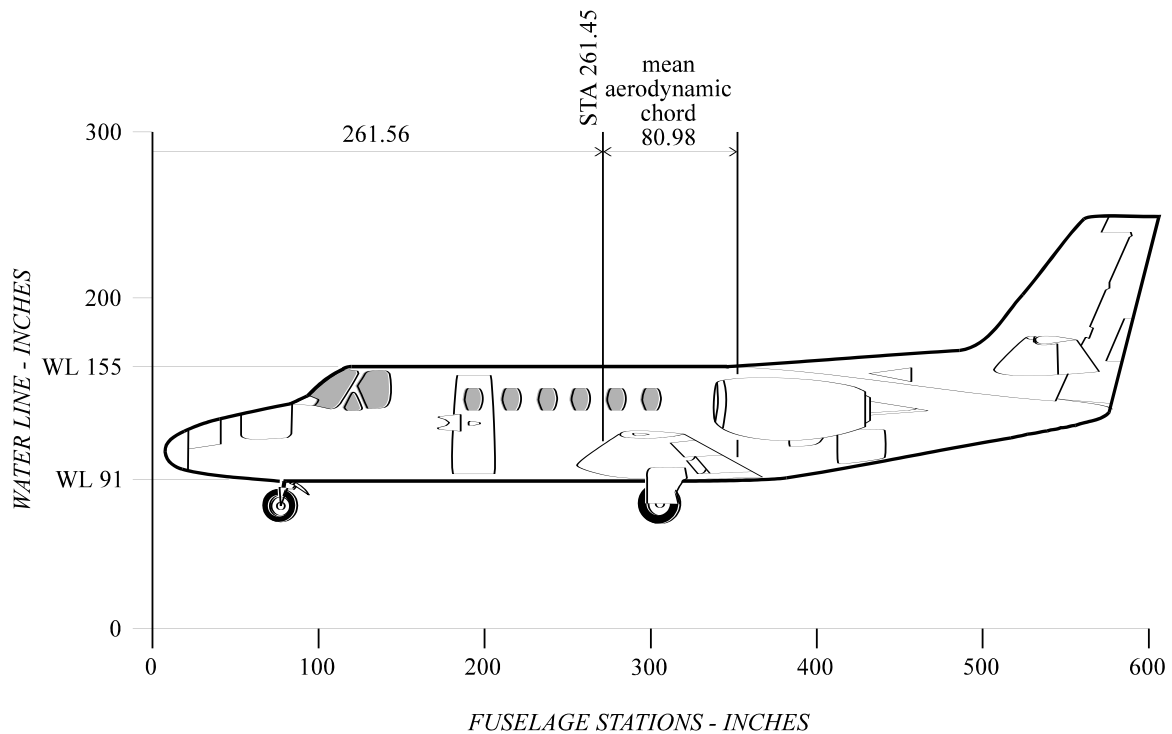 STA 261.45
mean
aerodynamic
chord
80.98
261.56
300
200
WL 155
WL 91
0
WATER LINE - INCHES
0 100 200 300 400 500 600
FUSELAGE STATIONS - INCHES